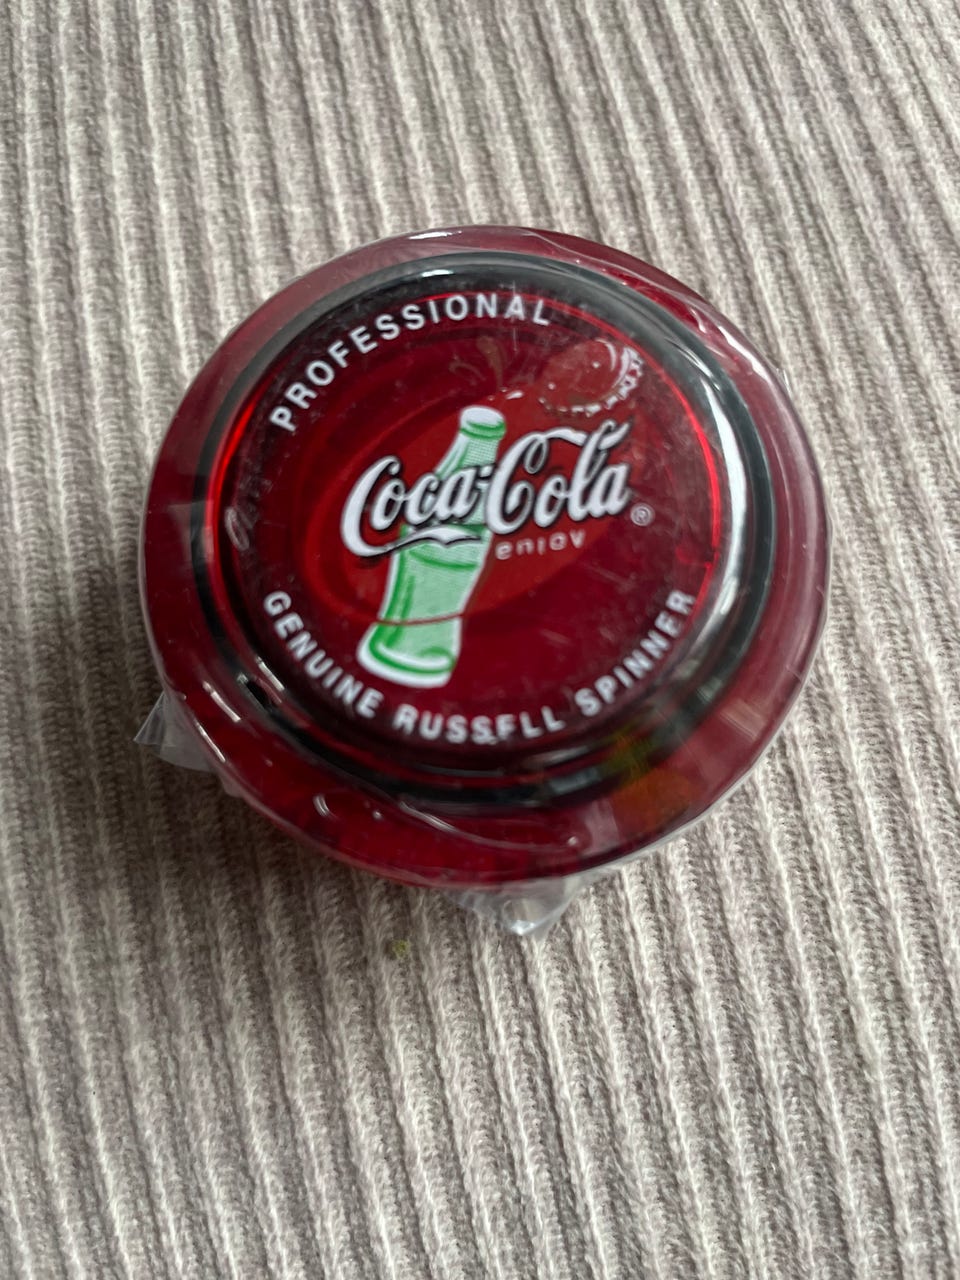 PROFESSIONAL
Coca-Cola®
enjoy
GENUINE RUSSELL SPINNER